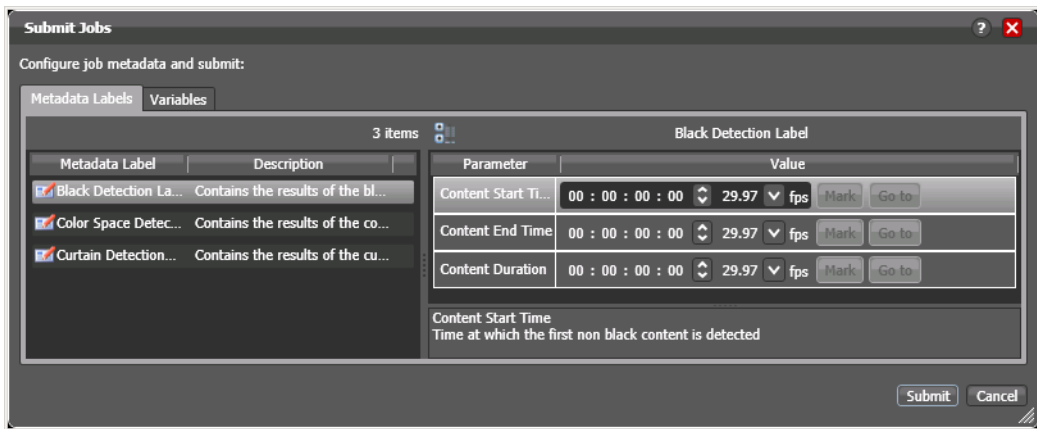 Submit Jobs
?
Configure job metadata and submit:
Metadata Labels Variables
3 items Black Detection Label
Metadata Label Description Parameter Value
Black Detection La... Contains the results of the bl... Content Start Ti... 00 : 00 : 00 : 00 29.97 fps Mark Go to
Color Space Detec... Contains the results of the co... Content End Time 00 : 00 : 00 : 00 29.97 fps Mark Go to
Curtain Detection... Contains the results of the cu... Content Duration 00 : 00 : 00 : 00 29.97 fps Mark Go to
Content Start Time
Time at which the first non black content is detected
Submit Cancel